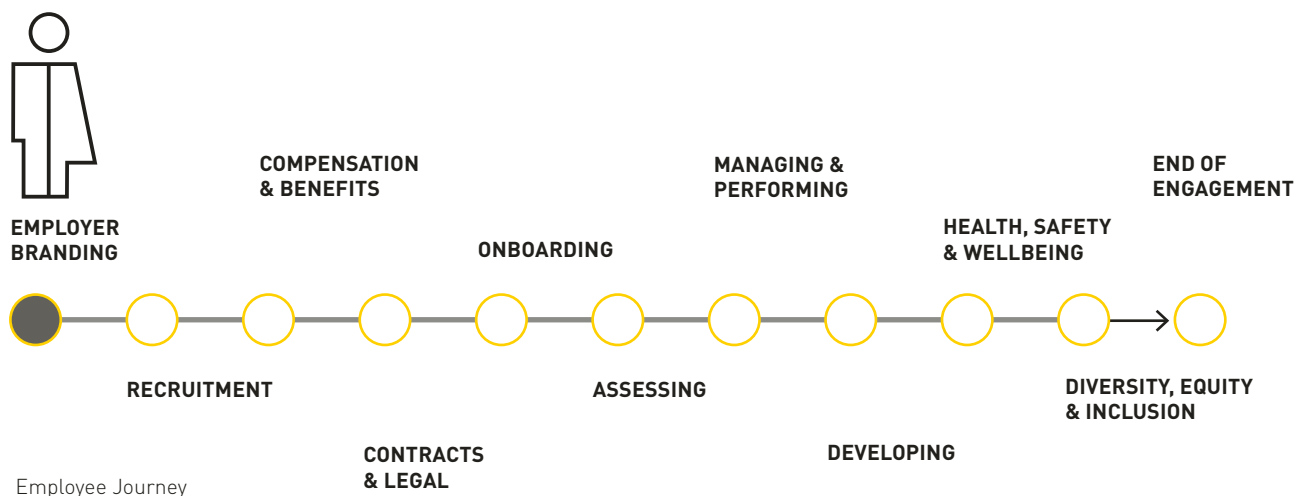 COMPENSATION
& BENEFITS
MANAGING &
PERFORMING
END OF
ENGAGEMENT
EMPLOYER
BRANDING
ONBOARDING
HEALTH, SAFETY
& WELLBEING
RECRUITMENT
ASSESSING
DIVERSITY, EQUITY
& INCLUSION
CONTRACTS
& LEGAL
DEVELOPING
Employee Journey